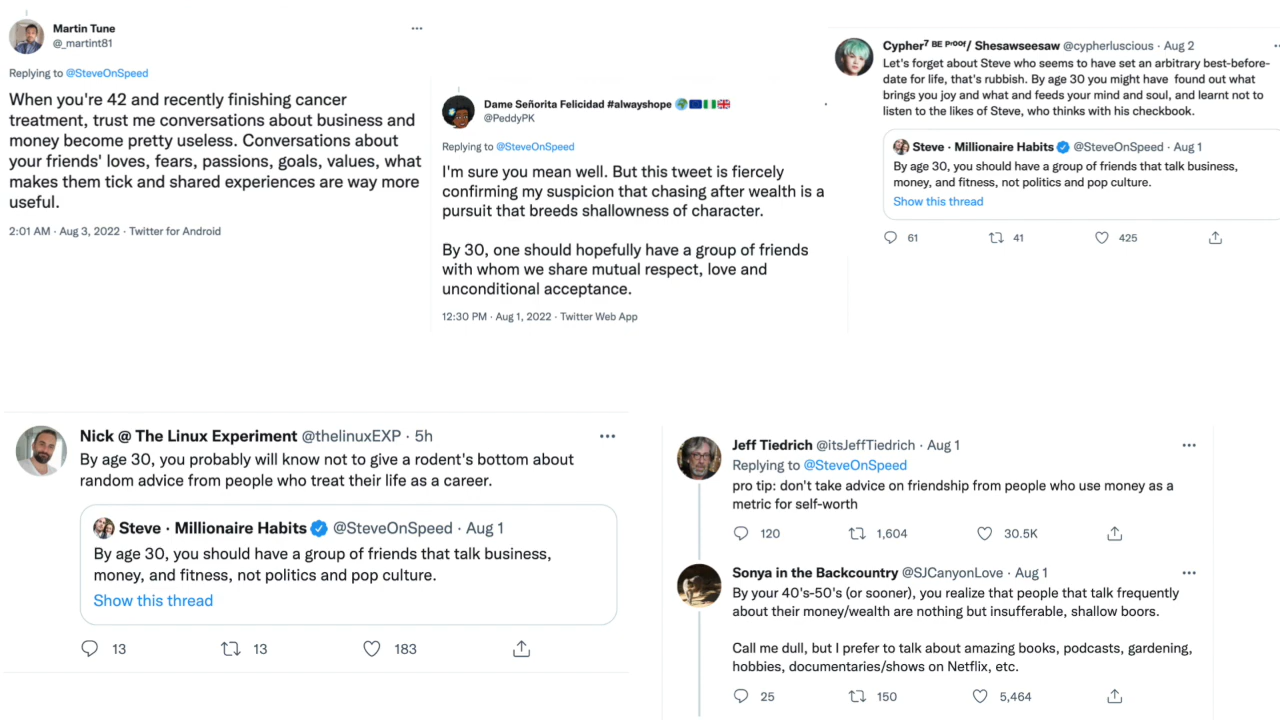 Martin Tune
@_martint81
Replying to @SteveOnSpeed
When you're 42 and recently finishing cancer
treatment, trust me conversations about business and
money become pretty useless. Conversations about
your friends' loves, fears, passions, goals, values, what
makes them tick and shared experiences are way more
useful.
2:01 AM · Aug 3, 2022 · Twitter for Android
Dame Señorita Felicidad #alwayshope 🌍🇪🇺🇳🇬🇬🇧
@PeddyPK
Replying to @SteveOnSpeed
I'm sure you mean well. But this tweet is fiercely
confirming my suspicion that chasing after wealth is a
pursuit that breeds shallowness of character.
By 30, one should hopefully have a group of friends
with whom we share mutual respect, love and
unconditional acceptance.
12:30 PM · Aug 1, 2022 · Twitter Web App
Cypher⁷ ᴮᴱ ᴾʳᵒᵒᶠ/ Shesawseesaw @cypherluscious · Aug 2
Let's forget about Steve who seems to have set an arbitrary best-before-
date for life, that's rubbish. By age 30 you might have found out what
brings you joy and what and feeds your mind and soul, and learnt not to
listen to the likes of Steve, who thinks with his checkbook.
Steve · Millionaire Habits @SteveOnSpeed · Aug 1
By age 30, you should have a group of friends that talk business,
money, and fitness, not politics and pop culture.
Show this thread
61 41 425
Nick @ The Linux Experiment @thelinuxEXP · 5h
By age 30, you probably will know not to give a rodent's bottom about
random advice from people who treat their life as a career.
Steve · Millionaire Habits @SteveOnSpeed · Aug 1
By age 30, you should have a group of friends that talk business,
money, and fitness, not politics and pop culture.
Show this thread
13 13 183
Jeff Tiedrich @itsJeffTiedrich · Aug 1
Replying to @SteveOnSpeed
pro tip: don't take advice on friendship from people who use money as a
metric for self-worth
120 1,604 30.5K
Sonya in the Backcountry @SJCanyonLove · Aug 1
By your 40's-50's (or sooner), you realize that people that talk frequently
about their money/wealth are nothing but insufferable, shallow boors.
Call me dull, but I prefer to talk about amazing books, podcasts, gardening,
hobbies, documentaries/shows on Netflix, etc.
25 150 5,464